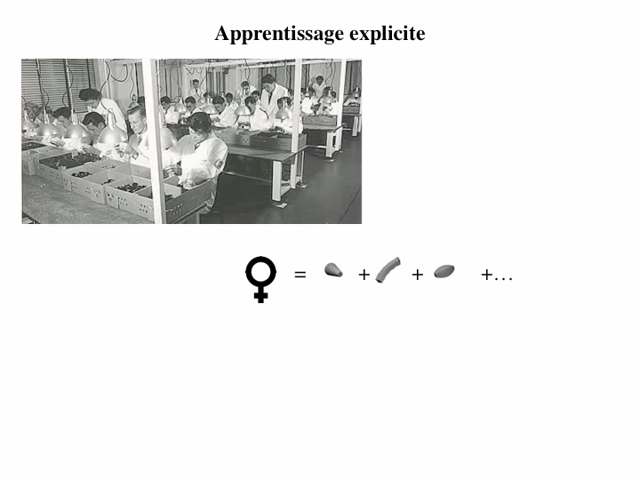 Apprentissage explicite
♀ = + + +…